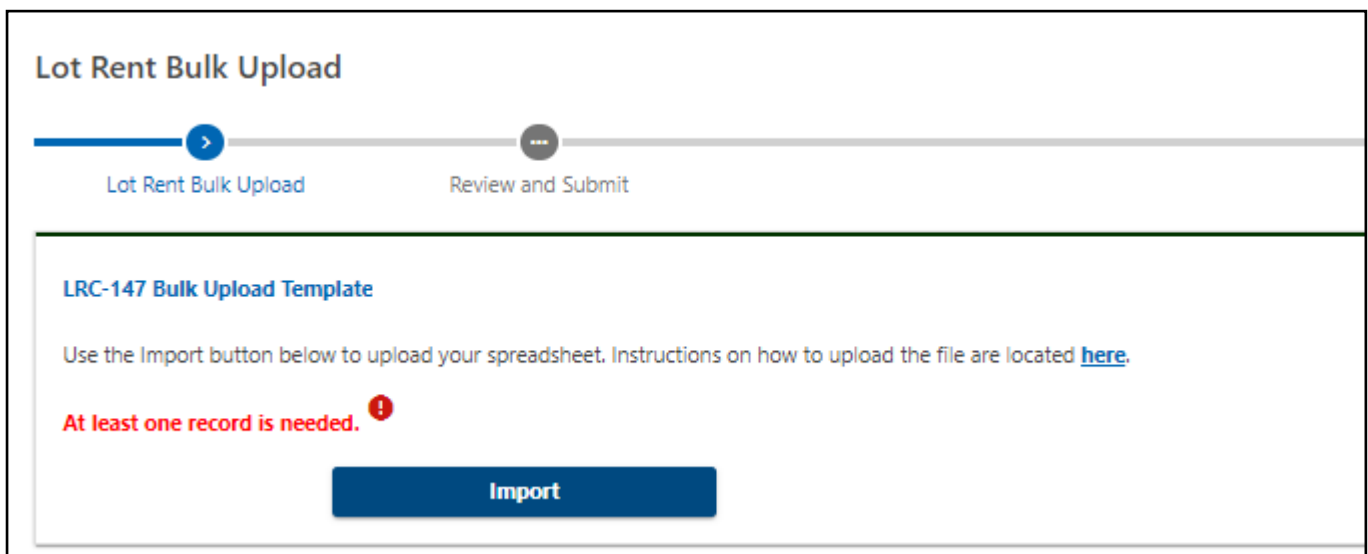 Lot Rent Bulk Upload
Lot Rent Bulk Upload
Review and Submit
LRC-147 Bulk Upload Template
Use the Import button below to upload your spreadsheet. Instructions on how to upload the file are located here.
At least one record is needed.
Import